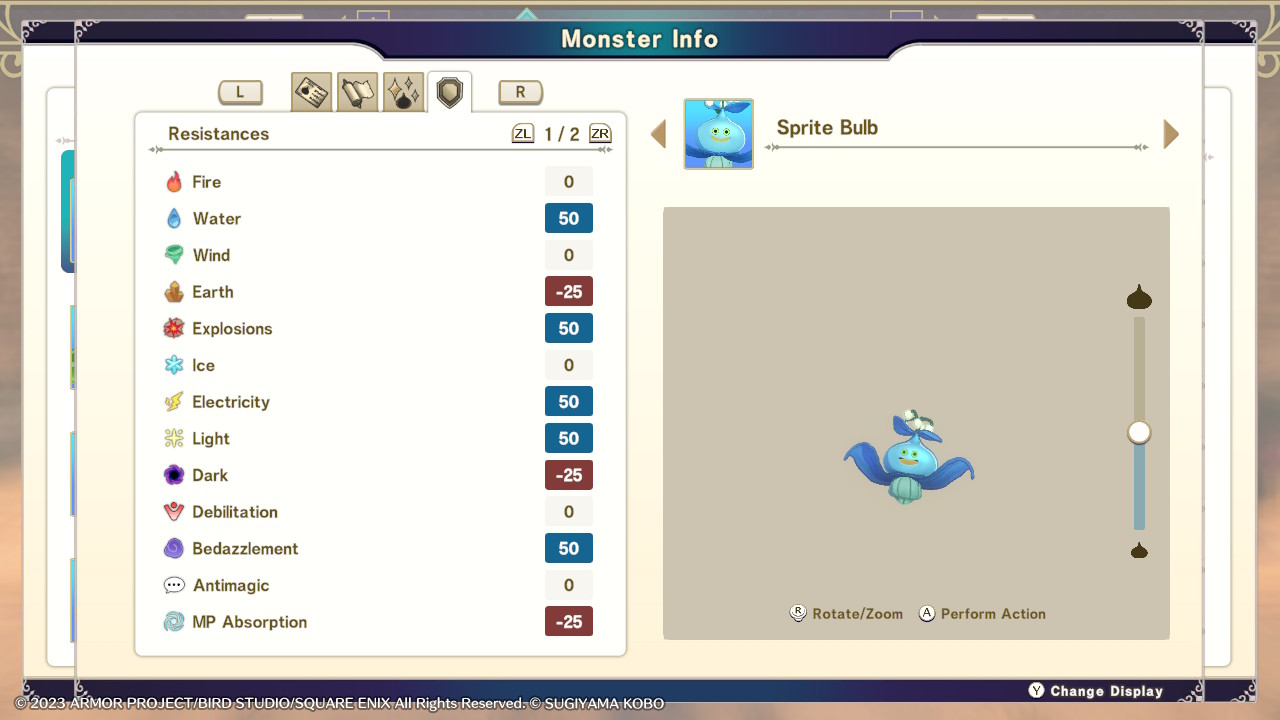 Monster Info
L
R
Resistances
ZL 1 / 2 ZR
Sprite Bulb
Fire 0
Water 50
Wind 0
Earth -25
Explosions 50
Ice 0
Electricity 50
Light 50
Dark -25
Debilitation 0
Bedazzlement 50
Antimagic 0
MP Absorption -25
R Rotate/Zoom A Perform Action
Y Change Display
© 2023 ARMOR PROJECT/BIRD STUDIO/SQUARE ENIX All Rights Reserved. © SUGIYAMA KOBO